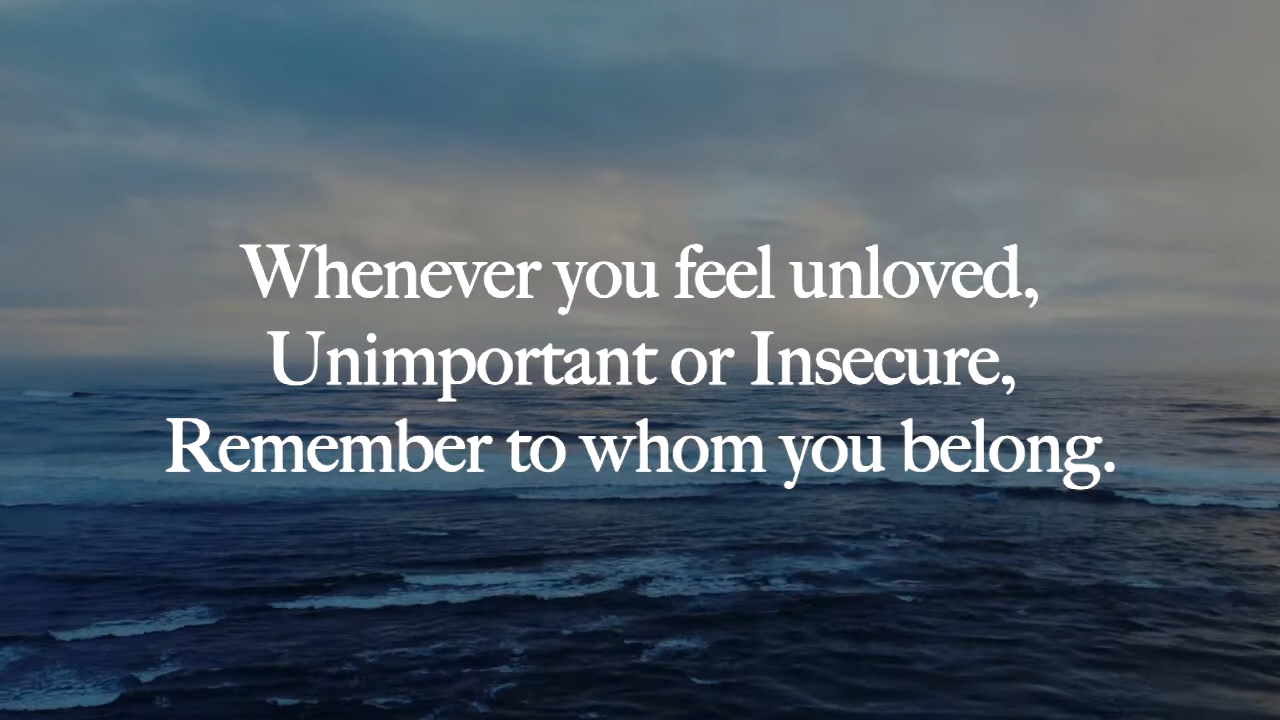 Whenever you feel unloved,
Unimportant or Insecure,
Remember to whom you belong.